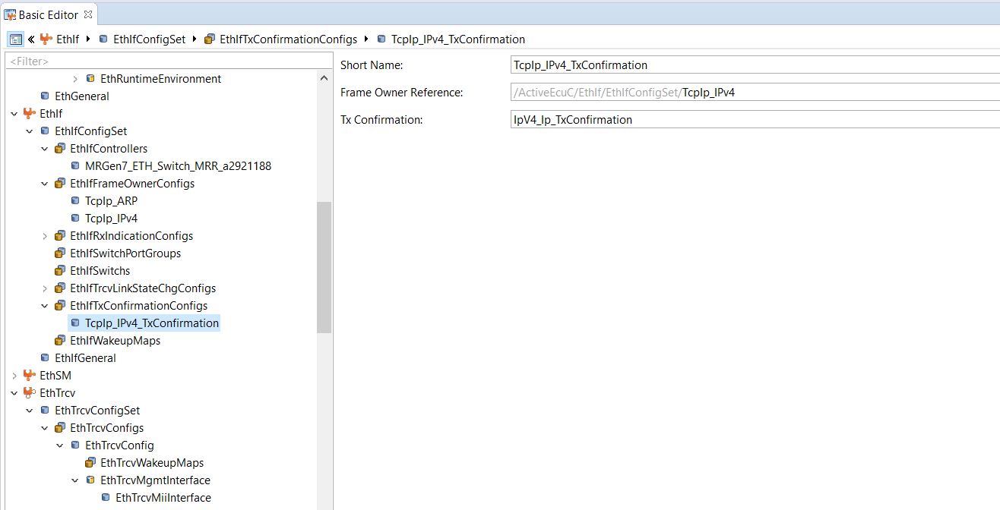 Basic Editor
EthIf EthIfConfigSet EthIfTxConfirmationConfigs TcpIp_IPv4_TxConfirmation
<Filter>
EthRuntimeEnvironment
EthGeneral
EthIf
EthIfConfigSet
EthIfControllers
MRGen7_ETH_Switch_MRR_a2921188
EthIfFrameOwnerConfigs
TcpIp_ARP
TcpIp_IPv4
EthIfRxIndicationConfigs
EthIfSwitchPortGroups
EthIfSwitchs
EthIfTrcvLinkStateChgConfigs
EthIfTxConfirmationConfigs
TcpIp_IPv4_TxConfirmation
EthIfWakeupMaps
EthIfGeneral
EthSM
EthTrcv
EthTrcvConfigSet
EthTrcvConfigs
EthTrcvConfig
EthTrcvWakeupMaps
EthTrcvMgmtInterface
EthTrcvMiiInterface
Short Name: TcpIp_IPv4_TxConfirmation
Frame Owner Reference: /ActiveEcuC/EthIf/EthIfConfigSet/TcpIp_IPv4
Tx Confirmation: IpV4_Ip_TxConfirmation